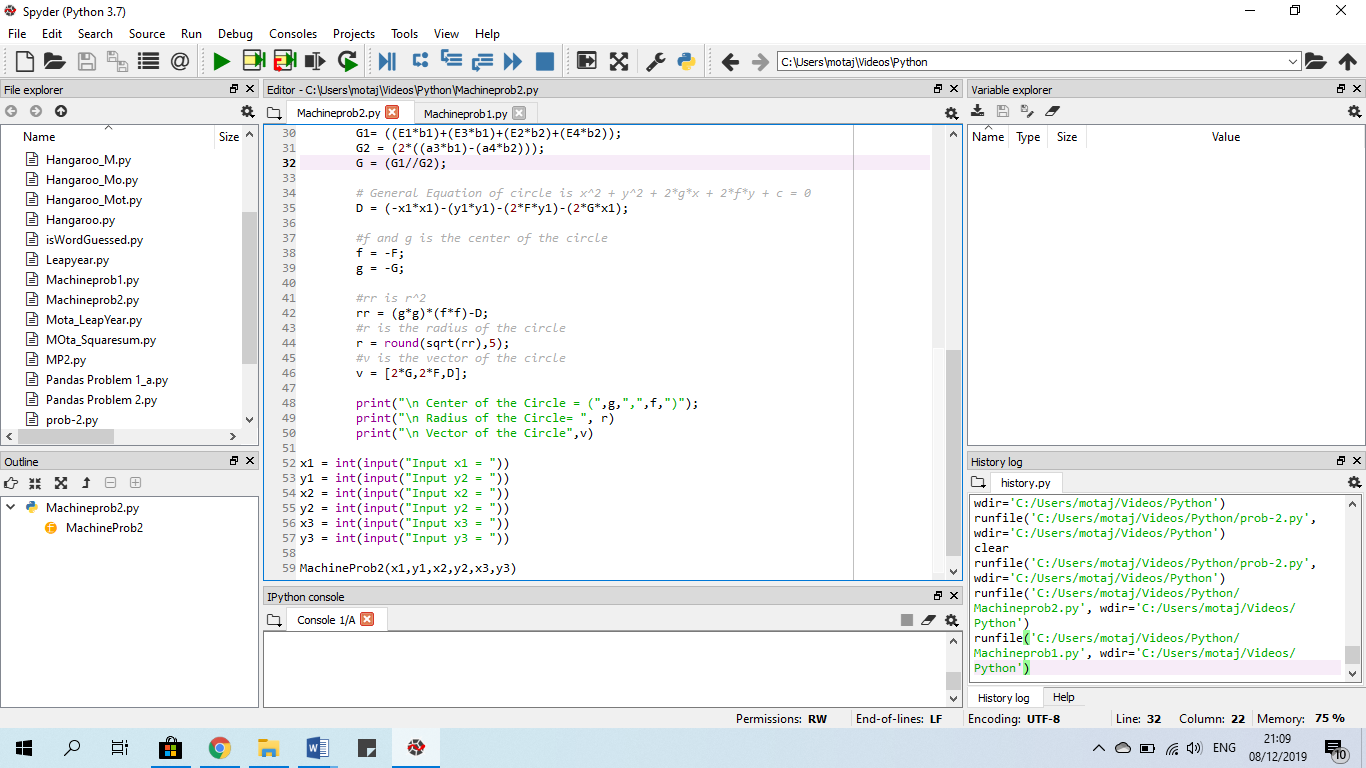 Spyder (Python 3.7)
File Edit Search Source Run Debug Consoles Projects Tools View Help
C:\Users\motaj\Videos\Python
File explorer
Name Size
Hangaroo_M.py
Hangaroo_Mo.py
Hangaroo_Mot.py
Hangaroo.py
isWordGuessed.py
Leapyear.py
Machineprob1.py
Machineprob2.py
Mota_LeapYear.py
MOta_Squaresum.py
MP2.py
Pandas Problem 1_a.py
Pandas Problem 2.py
prob-2.py
Outline
Machineprob2.py
MachineProb2
Editor - C:\Users\motaj\Videos\Python\Machineprob2.py
Machineprob2.py Machineprob1.py
30 G1= ((E1*b1)+(E3*b1)+(E2*b2)+(E4*b2));
31 G2 = (2*((a3*b1)-(a4*b2)));
32 G = (G1//G2);
33
34 # General Equation of circle is x^2 + y^2 + 2*g*x + 2*f*y + c = 0
35 D = (-x1*x1)-(y1*y1)-(2*F*y1)-(2*G*x1);
36
37 #f and g is the center of the circle
38 f = -F;
39 g = -G;
40
41 #rr is r^2
42 rr = (g*g)*(f*f)-D;
43 #r is the radius of the circle
44 r = round(sqrt(rr),5);
45 #v is the vector of the circle
46 v = [2*G,2*F,D];
47
48 print("\n Center of the Circle = (",g,",",f,")");
49 print("\n Radius of the Circle= ", r)
50 print("\n Vector of the Circle",v)
51
52 x1 = int(input("Input x1 = "))
53 y1 = int(input("Input y2 = "))
54 x2 = int(input("Input x2 = "))
55 y2 = int(input("Input y2 = "))
56 x3 = int(input("Input x3 = "))
57 y3 = int(input("Input y3 = "))
58
59 MachineProb2(x1,y1,x2,y2,x3,y3)
IPython console
Console 1/A
Variable explorer
Name Type Size Value
History log
history.py
wdir='C:/Users/motaj/Videos/Python')
runfile('C:/Users/motaj/Videos/Python/prob-2.py',
wdir='C:/Users/motaj/Videos/Python')
clear
runfile('C:/Users/motaj/Videos/Python/prob-2.py',
wdir='C:/Users/motaj/Videos/Python')
runfile('C:/Users/motaj/Videos/Python/
Machineprob2.py', wdir='C:/Users/motaj/Videos/
Python')
runfile('C:/Users/motaj/Videos/Python/
Machineprob1.py', wdir='C:/Users/motaj/Videos/
Python')
History log Help
Permissions: RW End-of-lines: LF Encoding: UTF-8 Line: 32 Column: 22 Memory: 75 %
ENG
21:09
08/12/2019
10